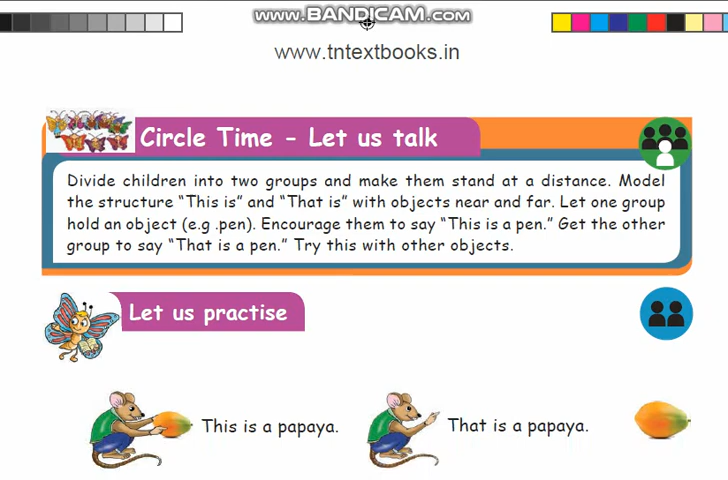 www.BANDICAM.com
www.tntextbooks.in
Circle Time - Let us talk
Divide children into two groups and make them stand at a distance. Model
the structure “This is” and “That is” with objects near and far. Let one group
hold an object (e.g .pen). Encourage them to say “This is a pen.” Get the other
group to say “That is a pen.” Try this with other objects.
Let us practise
This is a papaya. That is a papaya.